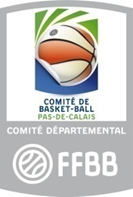 COMITÉ DE
BASKET-BALL
PAS-DE-CALAIS
COMITÉ DÉPARTEMENTAL
FFBB